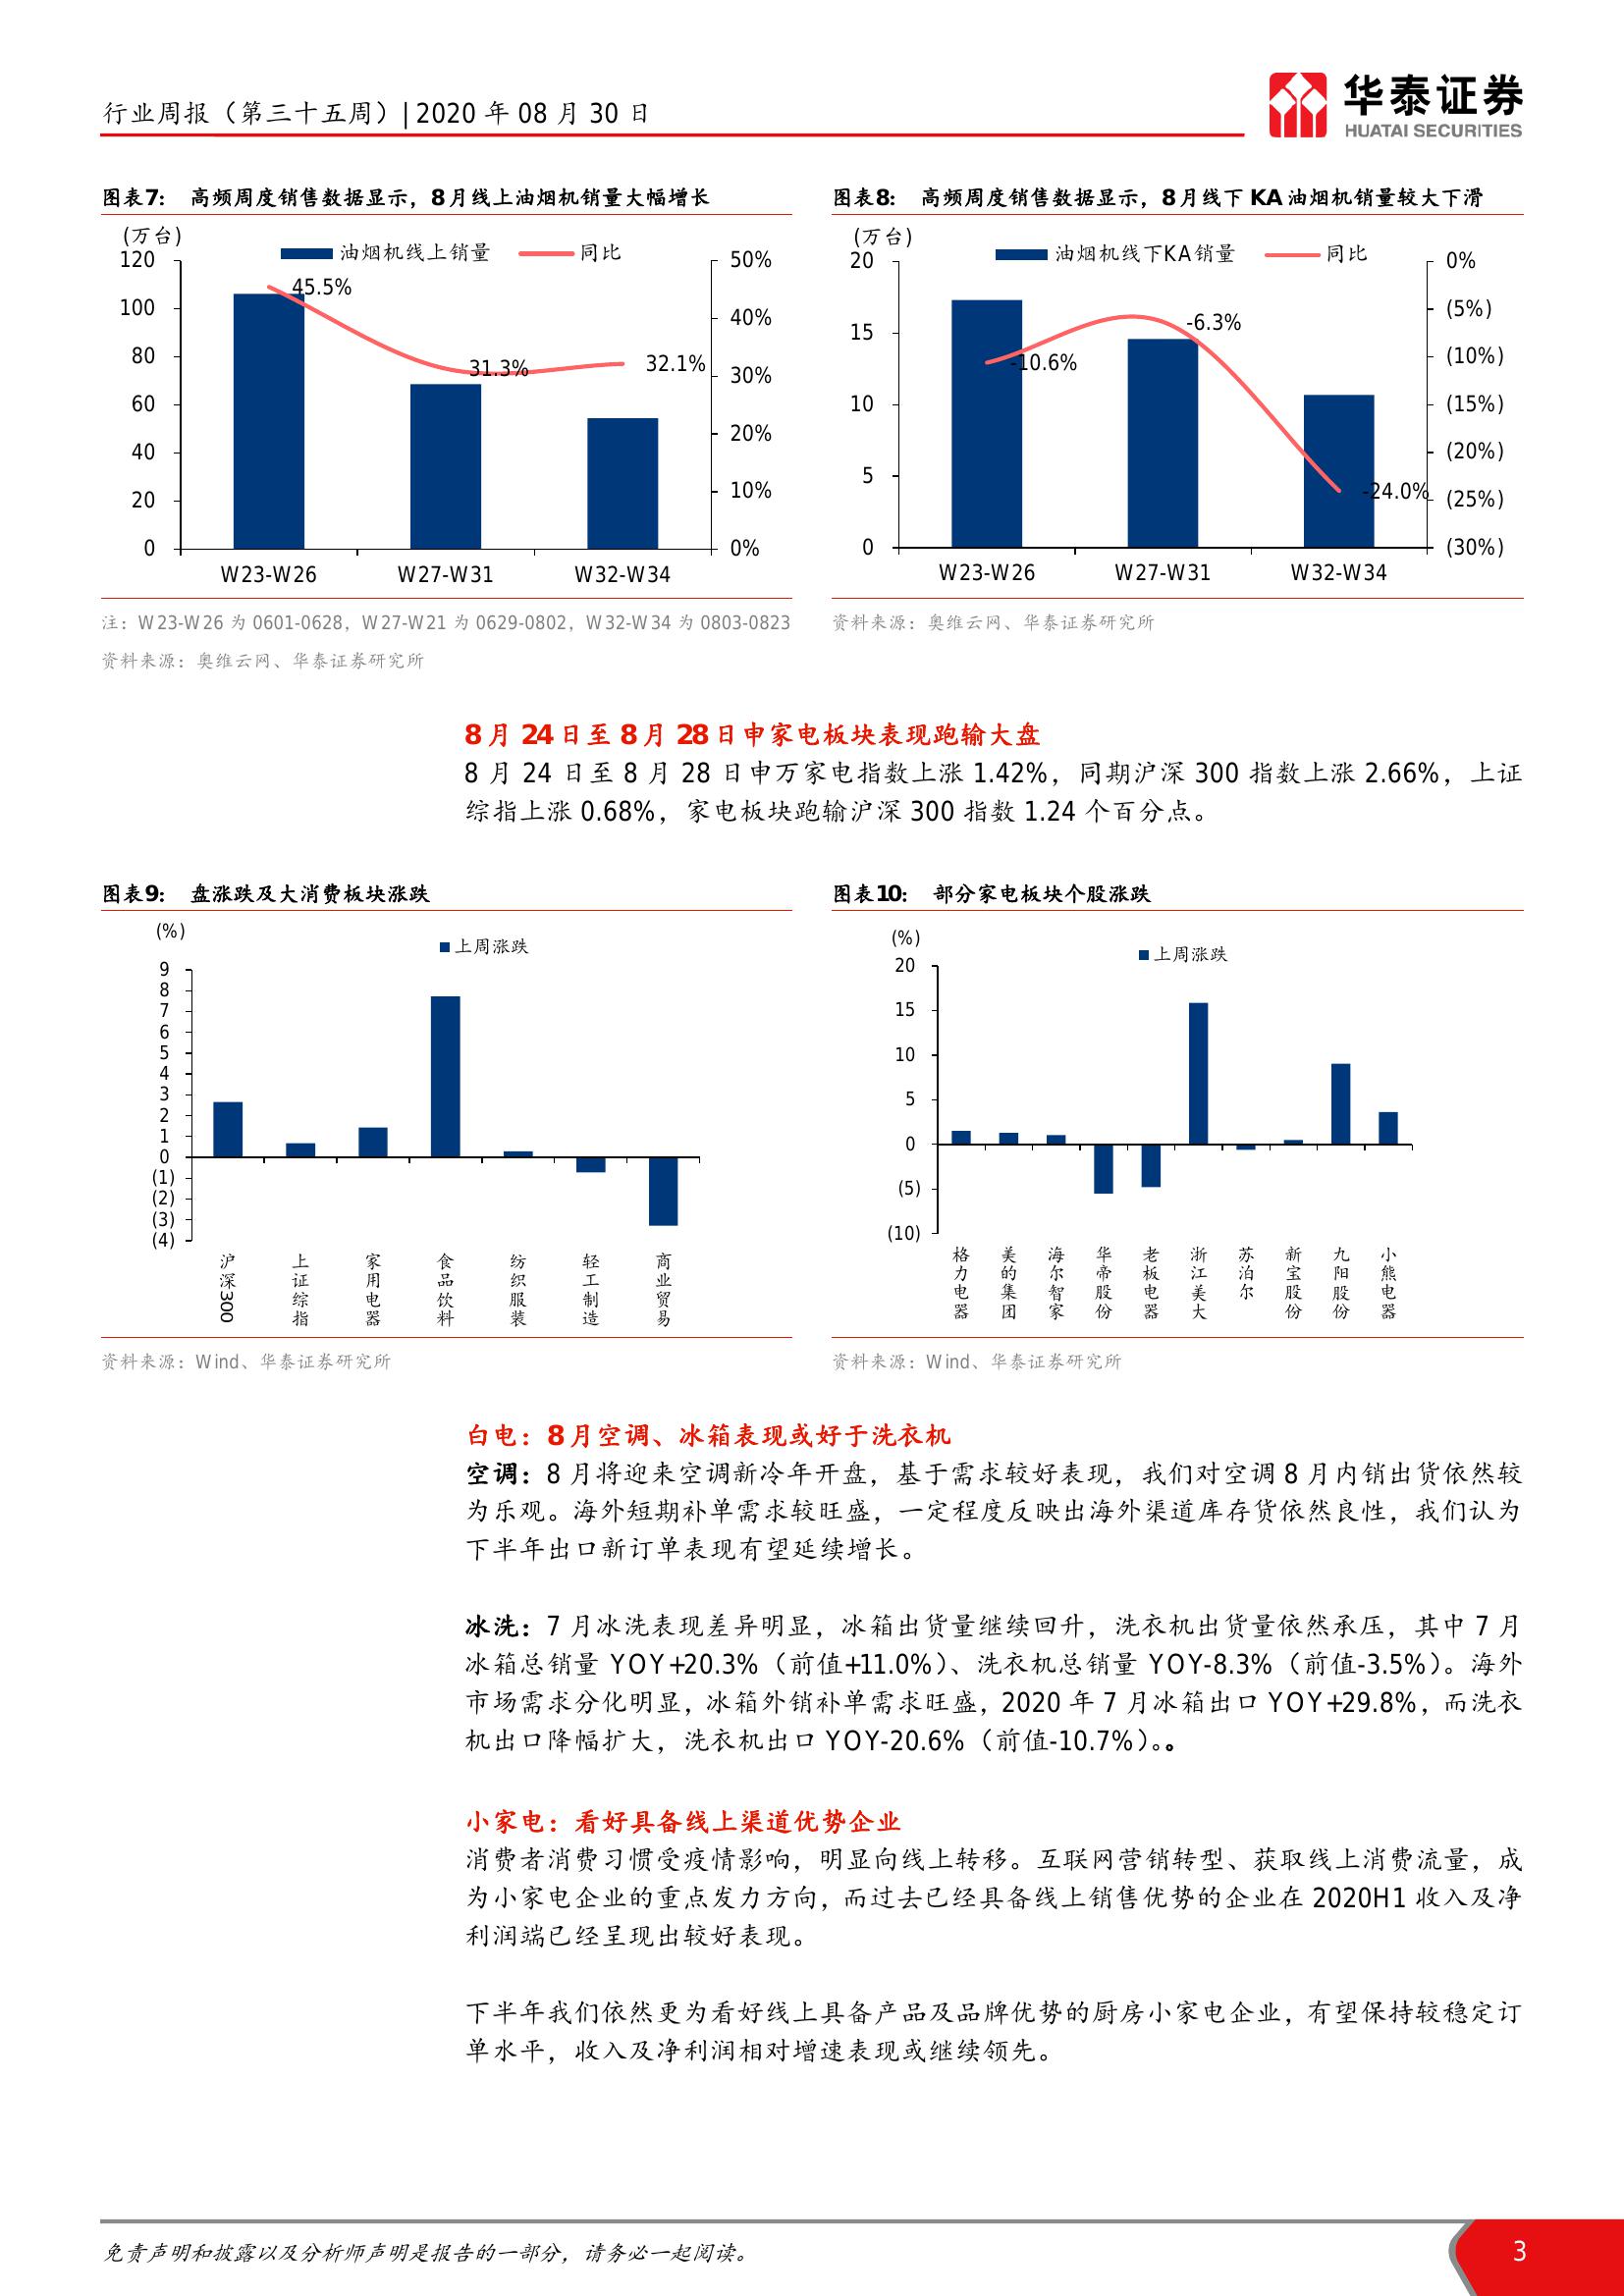 行业周报（第三十五周）| 2020 年 08 月 30 日
华泰证券
HUATAI SECURITIES
图表7： 高频周度销售数据显示，8月线上油烟机销量大幅增长
(万台)
油烟机线上销量 同比
120
100
80
60
40
20
0
50%
40%
30%
20%
10%
0%
45.5%
31.3%
32.1%
W23-W26 W27-W31 W32-W34
注：W23-W26 为 0601-0628，W27-W21 为 0629-0802，W32-W34 为 0803-0823
资料来源：奥维云网、华泰证券研究所
图表8： 高频周度销售数据显示，8月线下 KA 油烟机销量较大下滑
(万台)
油烟机线下KA销量 同比
20
15
10
5
0
0%
(5%)
(10%)
(15%)
(20%)
(25%)
(30%)
-10.6%
-6.3%
-24.0%
W23-W26 W27-W31 W32-W34
资料来源：奥维云网、华泰证券研究所
8 月 24 日至 8 月 28 日申家电板块表现跑输大盘
8 月 24 日至 8 月 28 日申万家电指数上涨 1.42%，同期沪深 300 指数上涨 2.66%，上证
综指上涨 0.68%，家电板块跑输沪深 300 指数 1.24 个百分点。
图表9： 盘涨跌及大消费板块涨跌
(%)
上周涨跌
9
8
7
6
5
4
3
2
1
0
(1)
(2)
(3)
(4)
沪深300
上证综指
家用电器
食品饮料
纺织服装
轻工制造
商业贸易
资料来源：Wind、华泰证券研究所
图表10： 部分家电板块个股涨跌
(%)
上周涨跌
20
15
10
5
0
(5)
(10)
格力电器
美的集团
海尔智家
华帝股份
老板电器
浙江美大
苏泊尔
新宝股份
九阳股份
小熊电器
资料来源：Wind、华泰证券研究所
白电：8 月空调、冰箱表现或好于洗衣机
空调：8 月将迎来空调新冷年开盘，基于需求较好表现，我们对空调 8 月内销出货依然较
为乐观。海外短期补单需求较旺盛，一定程度反映出海外渠道库存货依然良性，我们认为
下半年出口新订单表现有望延续增长。
冰洗：7 月冰洗表现差异明显，冰箱出货量继续回升，洗衣机出货量依然承压，其中 7 月
冰箱总销量 YOY+20.3%（前值+11.0%）、洗衣机总销量 YOY-8.3%（前值-3.5%）。海外
市场需求分化明显，冰箱外销补单需求旺盛，2020 年 7 月冰箱出口 YOY+29.8%，而洗衣
机出口降幅扩大，洗衣机出口 YOY-20.6%（前值-10.7%）。。
小家电：看好具备线上渠道优势企业
消费者消费习惯受疫情影响，明显向线上转移。互联网营销转型、获取线上消费流量，成
为小家电企业的重点发力方向，而过去已经具备线上销售优势的企业在 2020H1 收入及净
利润端已经呈现出较好表现。
下半年我们依然更为看好线上具备产品及品牌优势的厨房小家电企业，有望保持较稳定订
单水平，收入及净利润相对增速表现或继续领先。
免责声明和披露以及分析师声明是报告的一部分，请务必一起阅读。
3